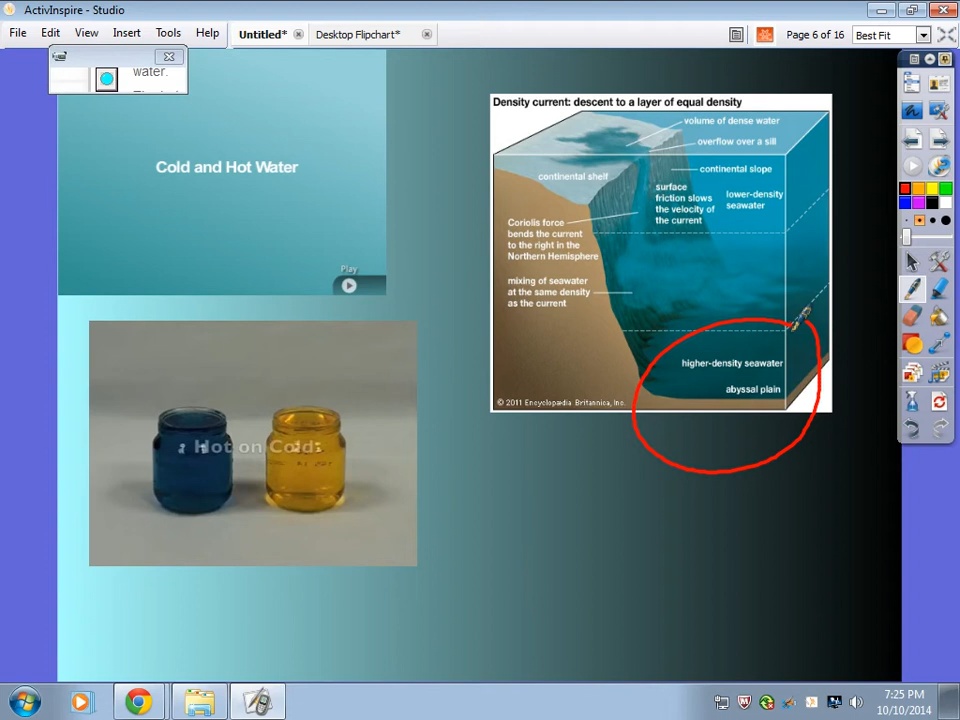 ActivInspire - Studio
File Edit View Insert Tools Help
Untitled*
Desktop Flipchart*
Page 6 of 16
Best Fit
water.
Cold and Hot Water
Play
Hot on Cold
Density current: descent to a layer of equal density
volume of dense water
overflow over a sill
continental shelf
continental slope
surface
friction slows
the velocity of
the current
lower-density
seawater
Coriolis force
bends the current
to the right in the
Northern Hemisphere
mixing of seawater
at the same density
as the current
higher-density seawater
abyssal plain
© 2011 Encyclopædia Britannica, Inc.
7:25 PM
10/10/2014